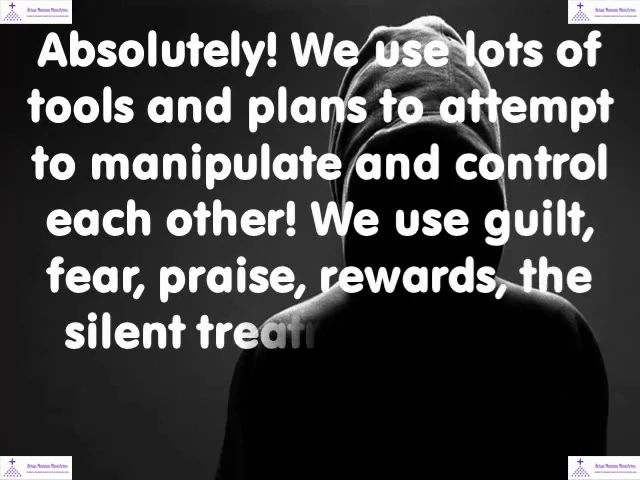 Absolutely! We use lots of
tools and plans to attempt
to manipulate and control
each other! We use guilt,
fear, praise, rewards, the
silent treat